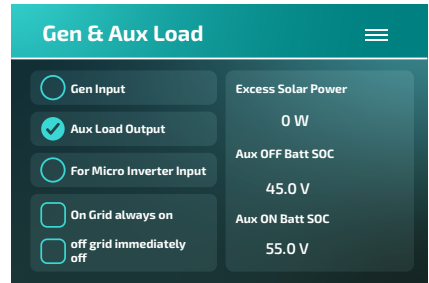 Gen & Aux Load
Gen Input
Aux Load Output
For Micro Inverter Input
On Grid always on
off grid immediately
off
Excess Solar Power
0 W
Aux OFF Batt SOC
45.0 V
Aux ON Batt SOC
55.0 V